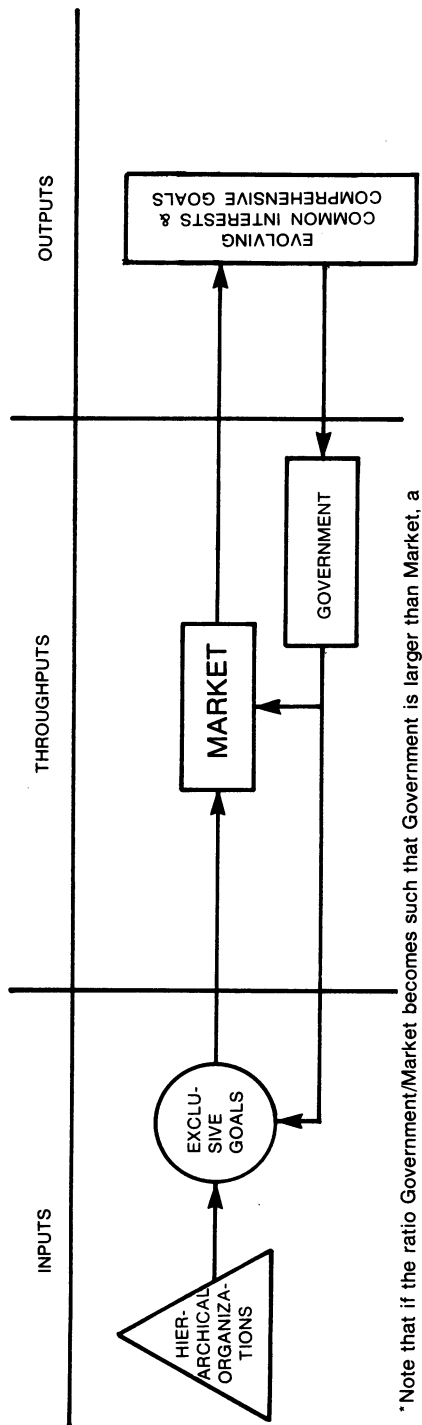 INPUTS
THROUGHPUTS
OUTPUTS
HIER-
ARCHICAL
ORGANIZA-
TIONS
EXCLU-
SIVE
GOALS
MARKET
GOVERNMENT
EVOLVING
COMMON INTERESTS &
COMPREHENSIVE GOALS
*Note that if the ratio Government/Market becomes such that Government is larger than Market, a